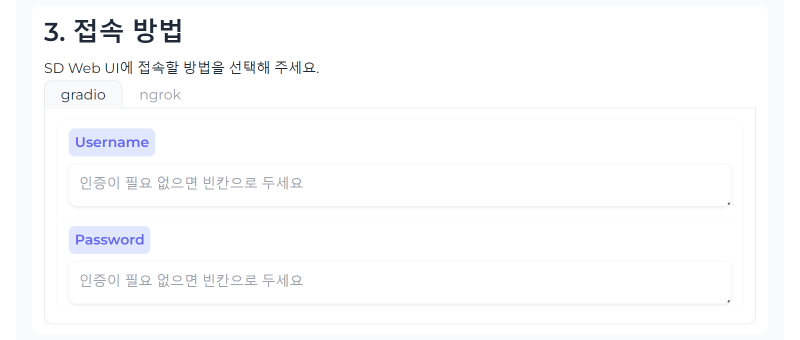 3. 접속 방법
SD Web UI에 접속할 방법을 선택해 주세요.
gradio ngrok
Username
인증이 필요 없으면 빈칸으로 두세요
Password
인증이 필요 없으면 빈칸으로 두세요